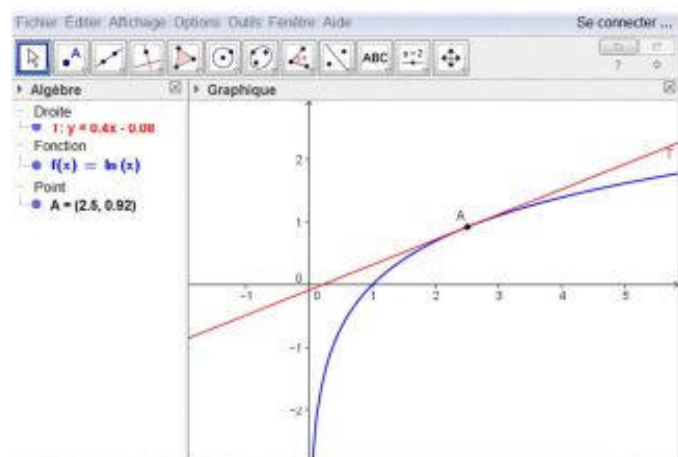 Fichier Éditer Affichage Options Outils Fenêtre Aide
Se connecter ...
A
ABC
a=2
?
Algèbre
Graphique
Droite
T: y = 0.4x - 0.08
Fonction
f(x) = ln (x)
Point
A = (2.5, 0.92)
2
1
0
-1
-2
-1
0
1
2
3
4
5
A
T